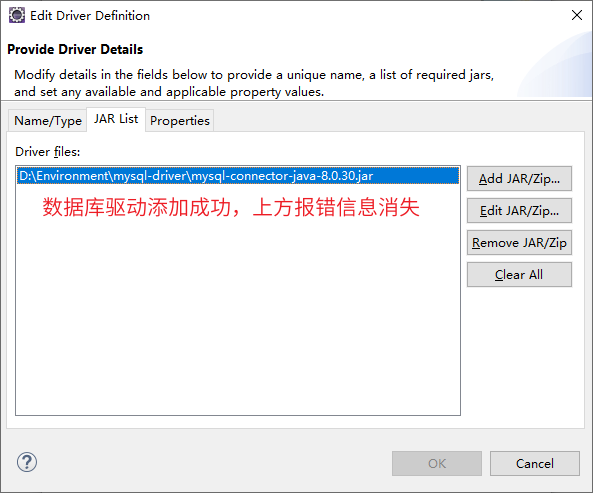 Edit Driver Definition
Provide Driver Details
Modify details in the fields below to provide a unique name, a list of required jars,
and set any available and applicable property values.
Name/Type JAR List Properties
Driver files:
D:\Environment\mysql-driver\mysql-connector-java-8.0.30.jar
数据库驱动添加成功，上方报错信息消失
Add JAR/Zip...
Edit JAR/Zip...
Remove JAR/Zip
Clear All
?
OK Cancel